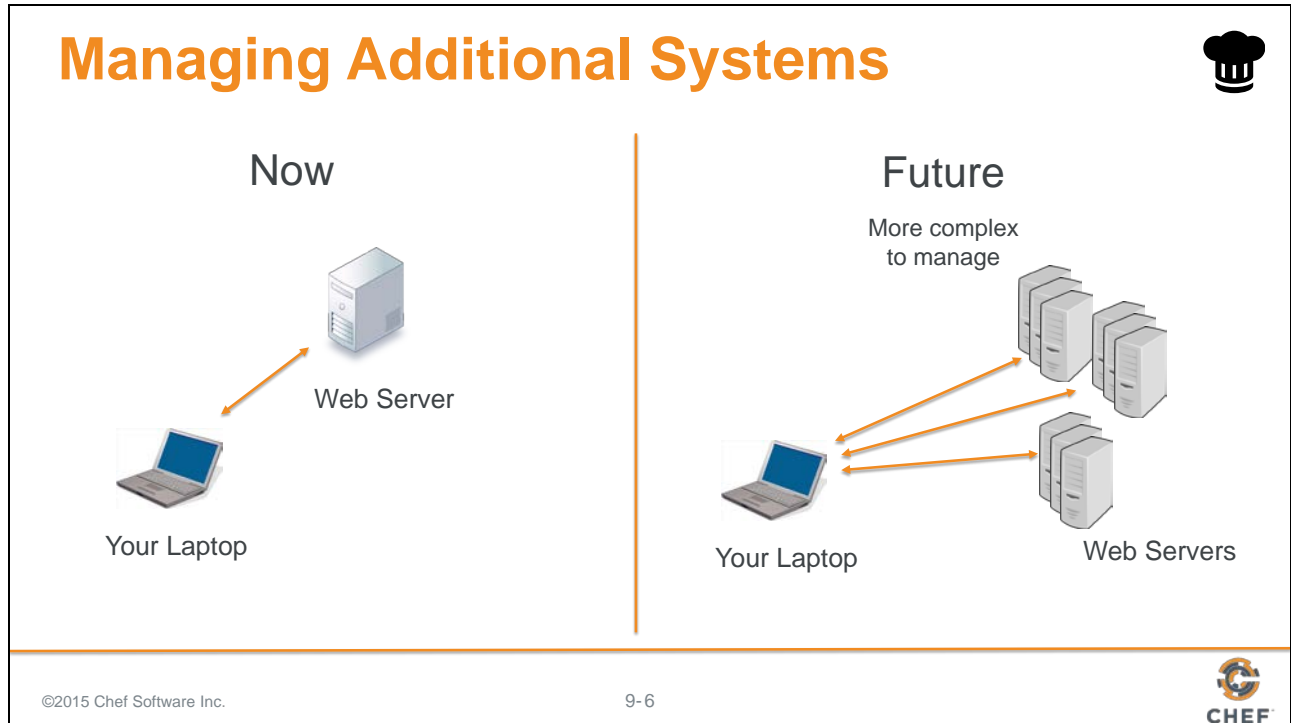 Managing Additional Systems
Now
Web Server
Your Laptop
Future
More complex
to manage
Your Laptop
Web Servers
©2015 Chef Software Inc.
9-6
CHEF